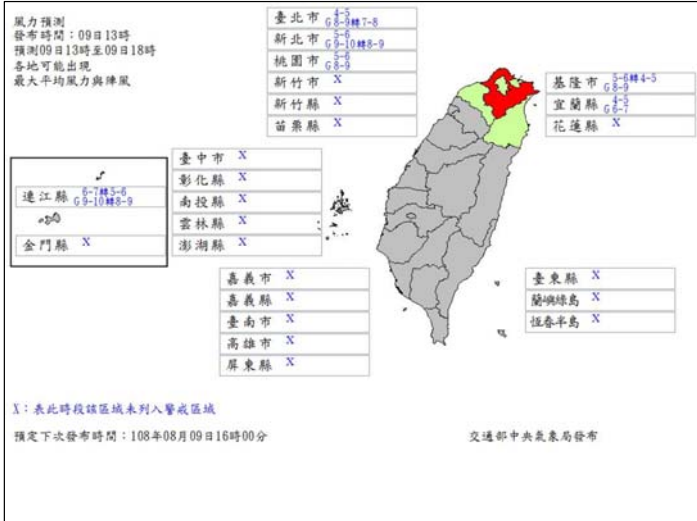 風力預測
發布時間：09日13時
預測09日13時至09日18時
各地可能出現
最大平均風力與陣風
臺北市 4-5 G 8-9轉7-8
新北市 5-6 G 9-10轉8-9
桃園市 5-6 G 8-9
新竹市 X
新竹縣 X
苗栗縣 X
基隆市 5-6轉4-5 G 8-9
宜蘭縣 4-5 G 6-7
花蓮縣 X
臺中市 X
彰化縣 X
南投縣 X
雲林縣 X
澎湖縣 X
連江縣 6-7轉5-6 G 9-10轉8-9
金門縣 X
嘉義市 X
嘉義縣 X
臺南市 X
高雄市 X
屏東縣 X
臺東縣 X
蘭嶼綠島 X
恆春半島 X
X：表此時段該區域未列入警戒區域
預定下次發布時間：108年08月09日16時00分
交通部中央氣象局發布